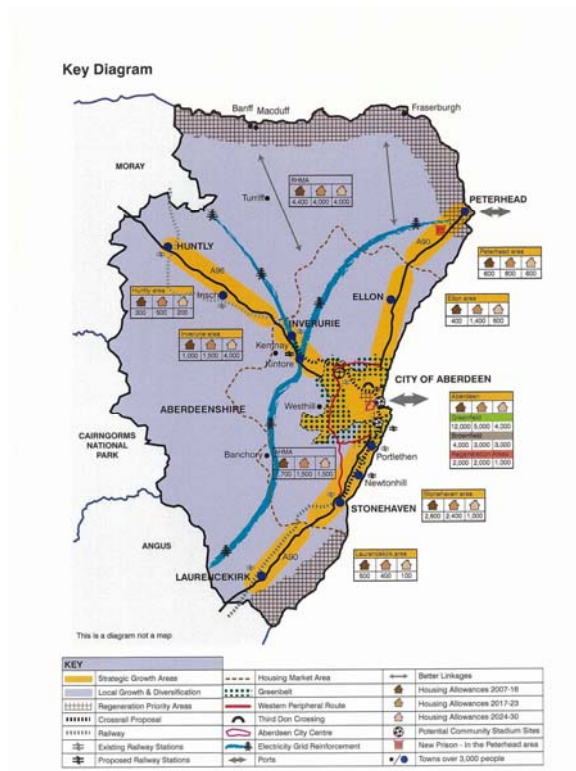 Key Diagram
Banff
Macduff
Fraserburgh
MORAY
RHMA
4,400 4,000 4,000
Turriff
PETERHEAD
A90
HUNTLY
Peterhead area
A96
ELLON
Huntly area
300 500 200
Insch
Ellon area
400 1,400 600
INVERURIE
Inverurie area
1,000 1,500 4,000
Kemnay
Kintore
CITY OF ABERDEEN
Aberdeen
Greenfield
12,000 5,000 4,000
Brownfield
4,000 3,000 3,000
Regeneration Areas
2,000 2,000 1,000
Westhill
ABERDEENSHIRE
CAIRNGORMS
NATIONAL
PARK
Banchory
1,500 1,500
Portlethen
Newtonhill
Stonehaven area
2,600 2,400 1,000
STONEHAVEN
ANGUS
A90
Laurencekirk area
LAURENCEKIRK
This is a diagram not a map
KEY
Strategic Growth Areas
Housing Market Area
Better Linkages
Local Growth & Diversification
Greenbelt
Housing Allowances 2007-16
Regeneration Priority Areas
Western Peripheral Route
Housing Allowances 2017-23
Crossrail Proposal
Third Don Crossing
Housing Allowances 2024-30
Railway
Aberdeen City Centre
Potential Community Stadium Sites
Existing Railway Stations
Electricity Grid Reinforcement
New Prison - In the Peterhead area
Proposed Railway Stations
Ports
Towns over 3,000 people